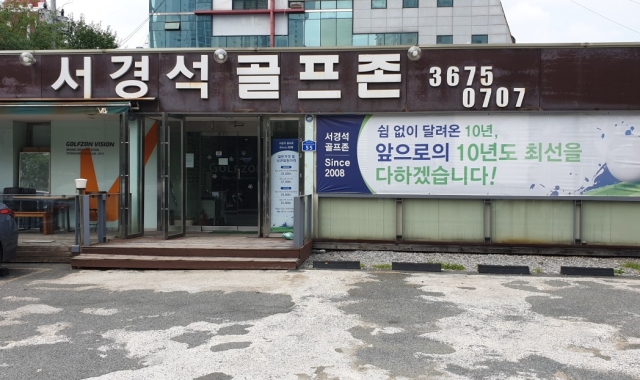 서경석 골프존 3675
0707
GOLFZON VISION
서경석
골프존
Since
2008
쉼 없이 달려온 10년,
앞으로의 10년도 최선을
다하겠습니다!
Since 2008